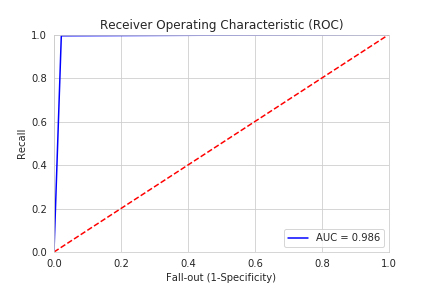 Receiver Operating Characteristic (ROC)
1.0
0.8
0.6
0.4
0.2
0.0
Recall
0.0 0.2 0.4 0.6 0.8 1.0
Fall-out (1-Specificity)
AUC = 0.986